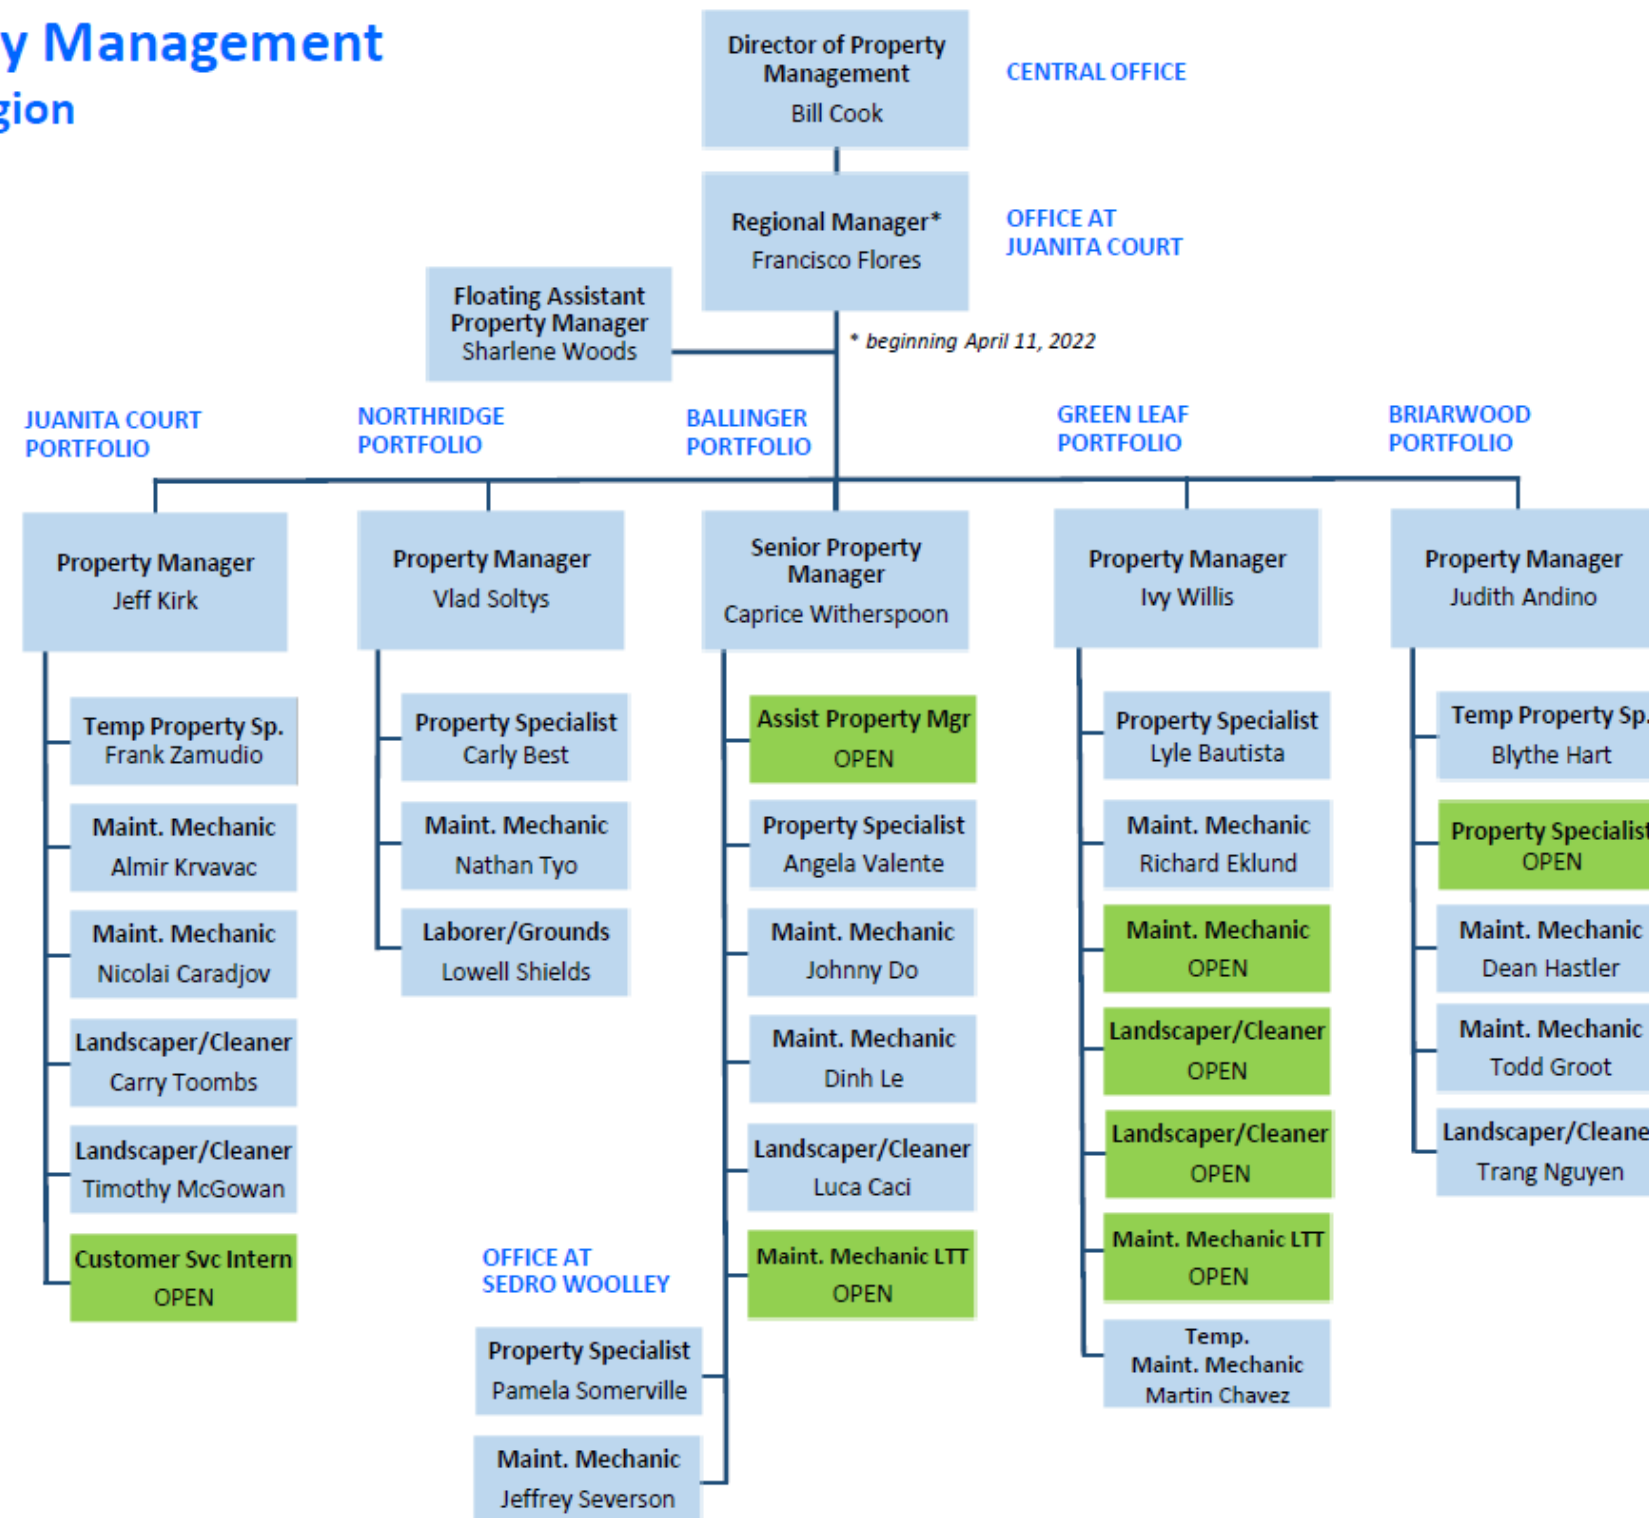 y Management
gion
Director of Property
Management
Bill Cook
CENTRAL OFFICE
Regional Manager*
Francisco Flores
OFFICE AT
JUANITA COURT
Floating Assistant
Property Manager
Sharlene Woods
* beginning April 11, 2022
JUANITA COURT
PORTFOLIO
NORTHRIDGE
PORTFOLIO
BALLINGER
PORTFOLIO
GREEN LEAF
PORTFOLIO
BRIARWOOD
PORTFOLIO
Property Manager
Jeff Kirk
Temp Property Sp.
Frank Zamudio
Maint. Mechanic
Almir Krvavac
Maint. Mechanic
Nicolai Caradjov
Landscaper/Cleaner
Carry Toombs
Landscaper/Cleaner
Timothy McGowan
Customer Svc Intern
OPEN
Property Manager
Vlad Soltys
Property Specialist
Carly Best
Maint. Mechanic
Nathan Tyo
Laborer/Grounds
Lowell Shields
Senior Property
Manager
Caprice Witherspoon
Assist Property Mgr
OPEN
Property Specialist
Angela Valente
Maint. Mechanic
Johnny Do
Maint. Mechanic
Dinh Le
Landscaper/Cleaner
Luca Caci
Maint. Mechanic LTT
OPEN
OFFICE AT
SEDRO WOOLLEY
Property Specialist
Pamela Somerville
Maint. Mechanic
Jeffrey Severson
Property Manager
Ivy Willis
Property Specialist
Lyle Bautista
Maint. Mechanic
Richard Eklund
Maint. Mechanic
OPEN
Landscaper/Cleaner
OPEN
Landscaper/Cleaner
OPEN
Maint. Mechanic LTT
OPEN
Temp.
Maint. Mechanic
Martin Chavez
Property Manager
Judith Andino
Temp Property Sp.
Blythe Hart
Property Specialist
OPEN
Maint. Mechanic
Dean Hastler
Maint. Mechanic
Todd Groot
Landscaper/Cleane
Trang Nguyen